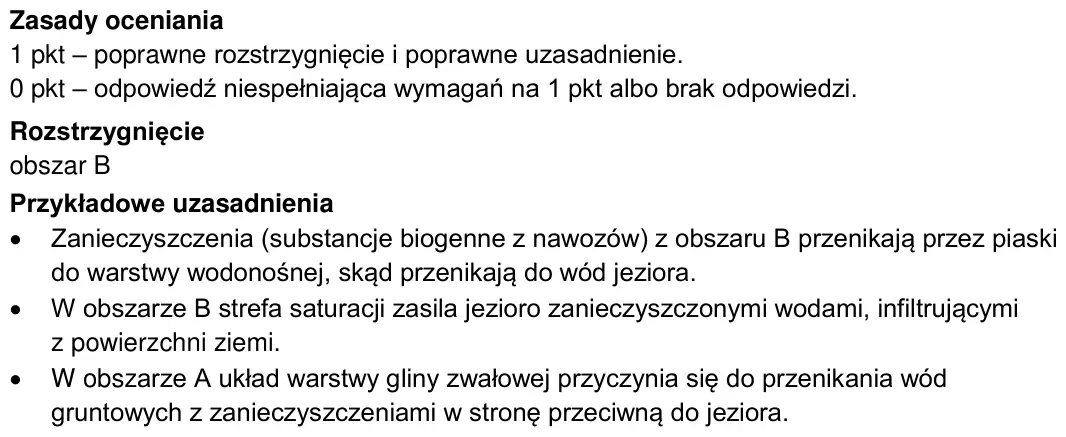 Zasady oceniania
1 pkt – poprawne rozstrzygnięcie i poprawne uzasadnienie.
0 pkt – odpowiedź niespełniająca wymagań na 1 pkt albo brak odpowiedzi.
Rozstrzygnięcie
obszar B
Przykładowe uzasadnienia
• Zanieczyszczenia (substancje biogenne z nawozów) z obszaru B przenikają przez piaski
do warstwy wodonośnej, skąd przenikają do wód jeziora.
• W obszarze B strefa saturacji zasila jezioro zanieczyszczonymi wodami, infiltrującymi
z powierzchni ziemi.
• W obszarze A układ warstwy gliny zwałowej przyczynia się do przenikania wód
gruntowych z zanieczyszczeniami w stronę przeciwną do jeziora.